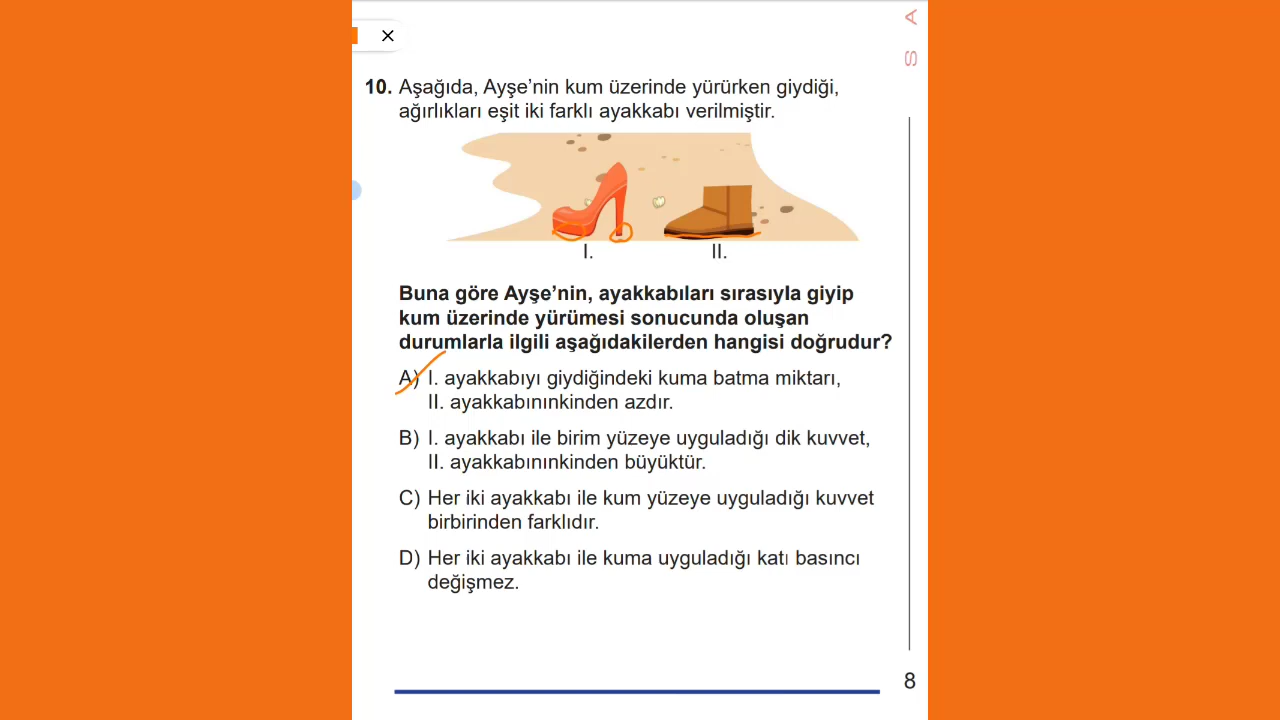 S A
10. Aşağıda, Ayşe’nin kum üzerinde yürürken giydiği,
ağırlıkları eşit iki farklı ayakkabı verilmiştir.
I. II.
Buna göre Ayşe’nin, ayakkabıları sırasıyla giyip
kum üzerinde yürümesi sonucunda oluşan
durumlarla ilgili aşağıdakilerden hangisi doğrudur?
A) I. ayakkabıyı giydiğindeki kuma batma miktarı,
II. ayakkabınınkinden azdır.
B) I. ayakkabı ile birim yüzeye uyguladığı dik kuvvet,
II. ayakkabınınkinden büyüktür.
C) Her iki ayakkabı ile kum yüzeye uyguladığı kuvvet
birbirinden farklıdır.
D) Her iki ayakkabı ile kuma uyguladığı katı basıncı
değişmez.
8